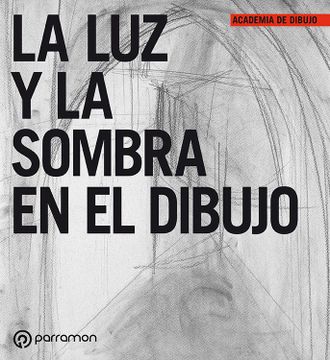 ACADEMIA DE DIBUJO
LA LUZ
Y LA
SOMBRA
EN EL DIBUJO
parramon